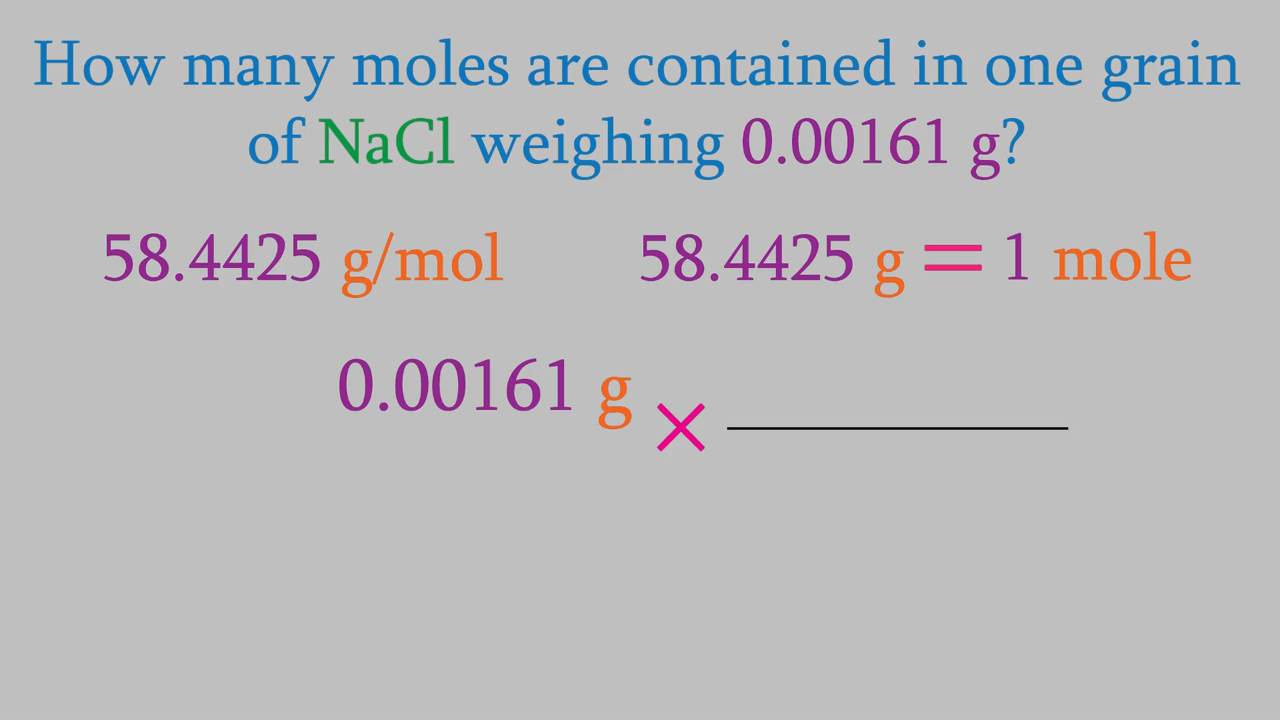 How many moles are contained in one grain
of NaCl weighing 0.00161 g?
58.4425 g/mol 58.4425 g = 1 mole
0.00161 g ×